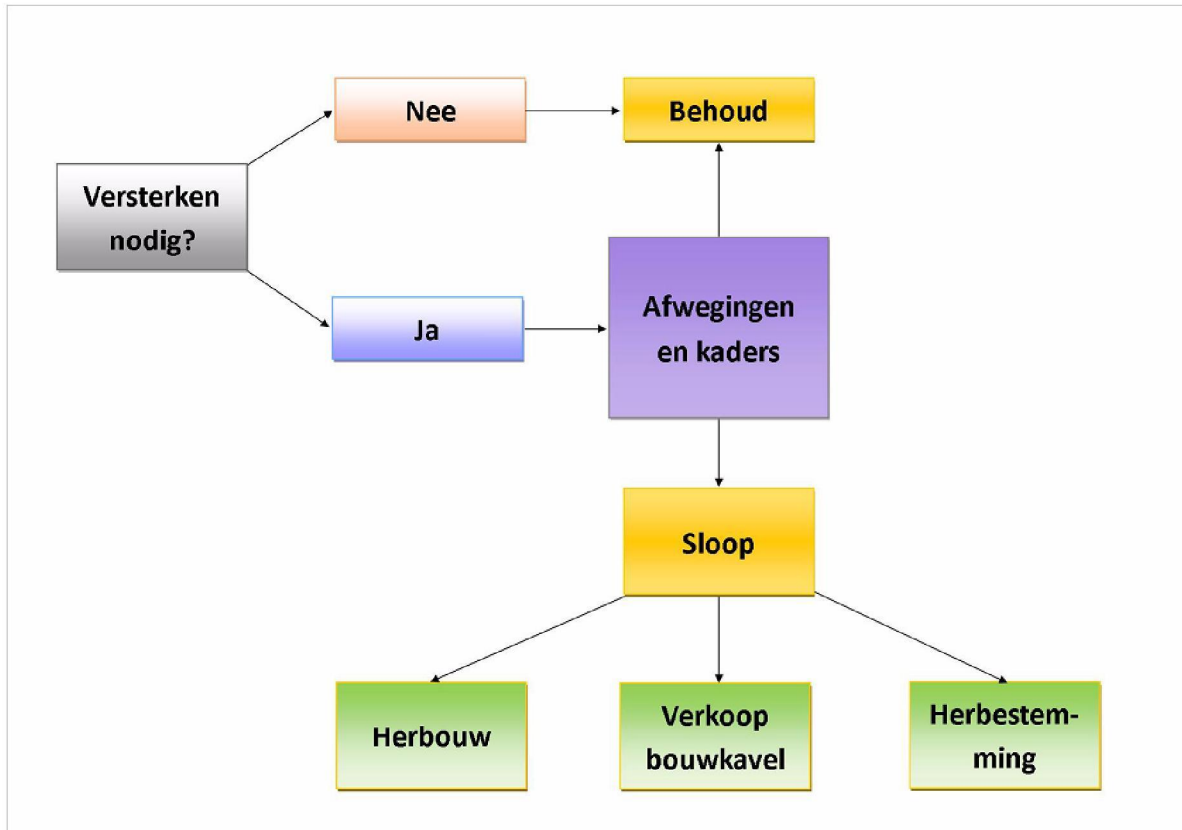 Nee
Behoud
Versterken
nodig?
Ja
Afwegingen
en kaders
Sloop
Herbouw
Verkoop
bouwkavel
Herbestem-
ming